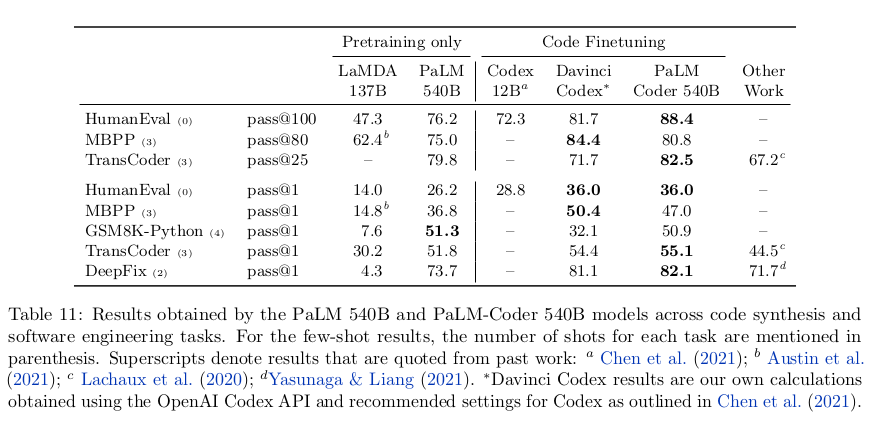 Pretraining only Code Finetuning
LaMDA PaLM Codex Davinci PaLM Other
137B 540B 12Bᵃ Codex* Coder 540B Work
HumanEval (0) pass@100 47.3 76.2 72.3 81.7 88.4 –
MBPP (3) pass@80 62.4ᵇ 75.0 – 84.4 80.8 –
TransCoder (3) pass@25 – 79.8 – 71.7 82.5 67.2ᶜ
HumanEval (0) pass@1 14.0 26.2 28.8 36.0 36.0 –
MBPP (3) pass@1 14.8ᵇ 36.8 – 50.4 47.0 –
GSM8K-Python (4) pass@1 7.6 51.3 – 32.1 50.9 –
TransCoder (3) pass@1 30.2 51.8 – 54.4 55.1 44.5ᶜ
DeepFix (2) pass@1 4.3 73.7 – 81.1 82.1 71.7ᵈ
Table 11: Results obtained by the PaLM 540B and PaLM-Coder 540B models across code synthesis and
software engineering tasks. For the few-shot results, the number of shots for each task are mentioned in
parenthesis. Superscripts denote results that are quoted from past work: ᵃ Chen et al. (2021); ᵇ Austin et al.
(2021); ᶜ Lachaux et al. (2020); ᵈYasunaga & Liang (2021). *Davinci Codex results are our own calculations
obtained using the OpenAI Codex API and recommended settings for Codex as outlined in Chen et al. (2021).